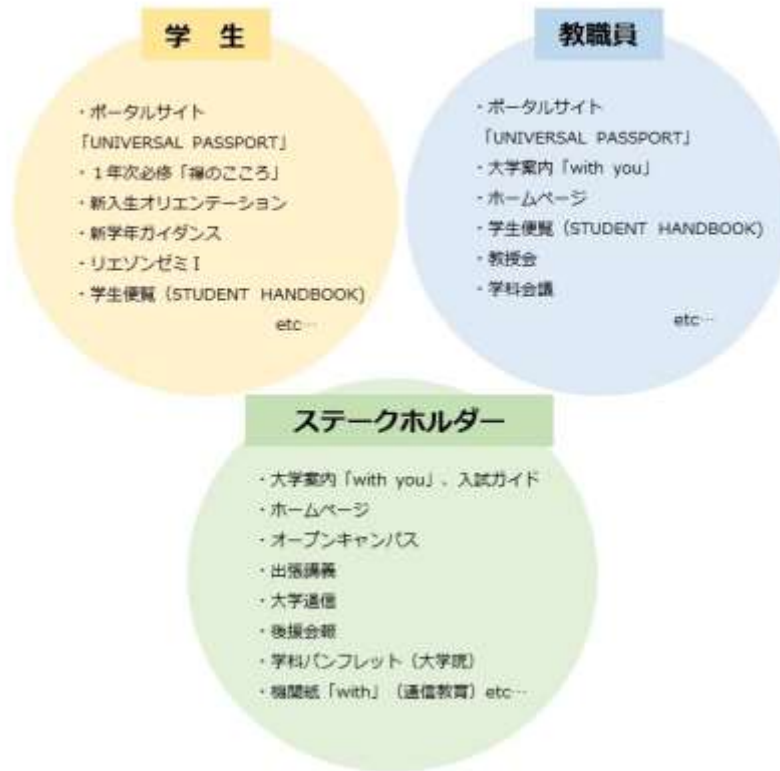 学 生
・ポータルサイト
「UNIVERSAL PASSPORT」
・１年次必修「禅のこころ」
・新入生オリエンテーション
・新学年ガイダンス
・リエゾンゼミⅠ
・学生便覧（STUDENT HANDBOOK)
etc…
教職員
・ポータルサイト
「UNIVERSAL PASSPORT」
・大学案内「with you」
・ホームページ
・学生便覧（STUDENT HANDBOOK)
・教授会
・学科会議
etc…
ステークホルダー
・大学案内「with you」、入試ガイド
・ホームページ
・オープンキャンパス
・出張講義
・大学通信
・後援会報
・学科パンフレット（大学院）
・機関紙「with」（通信教育）etc…